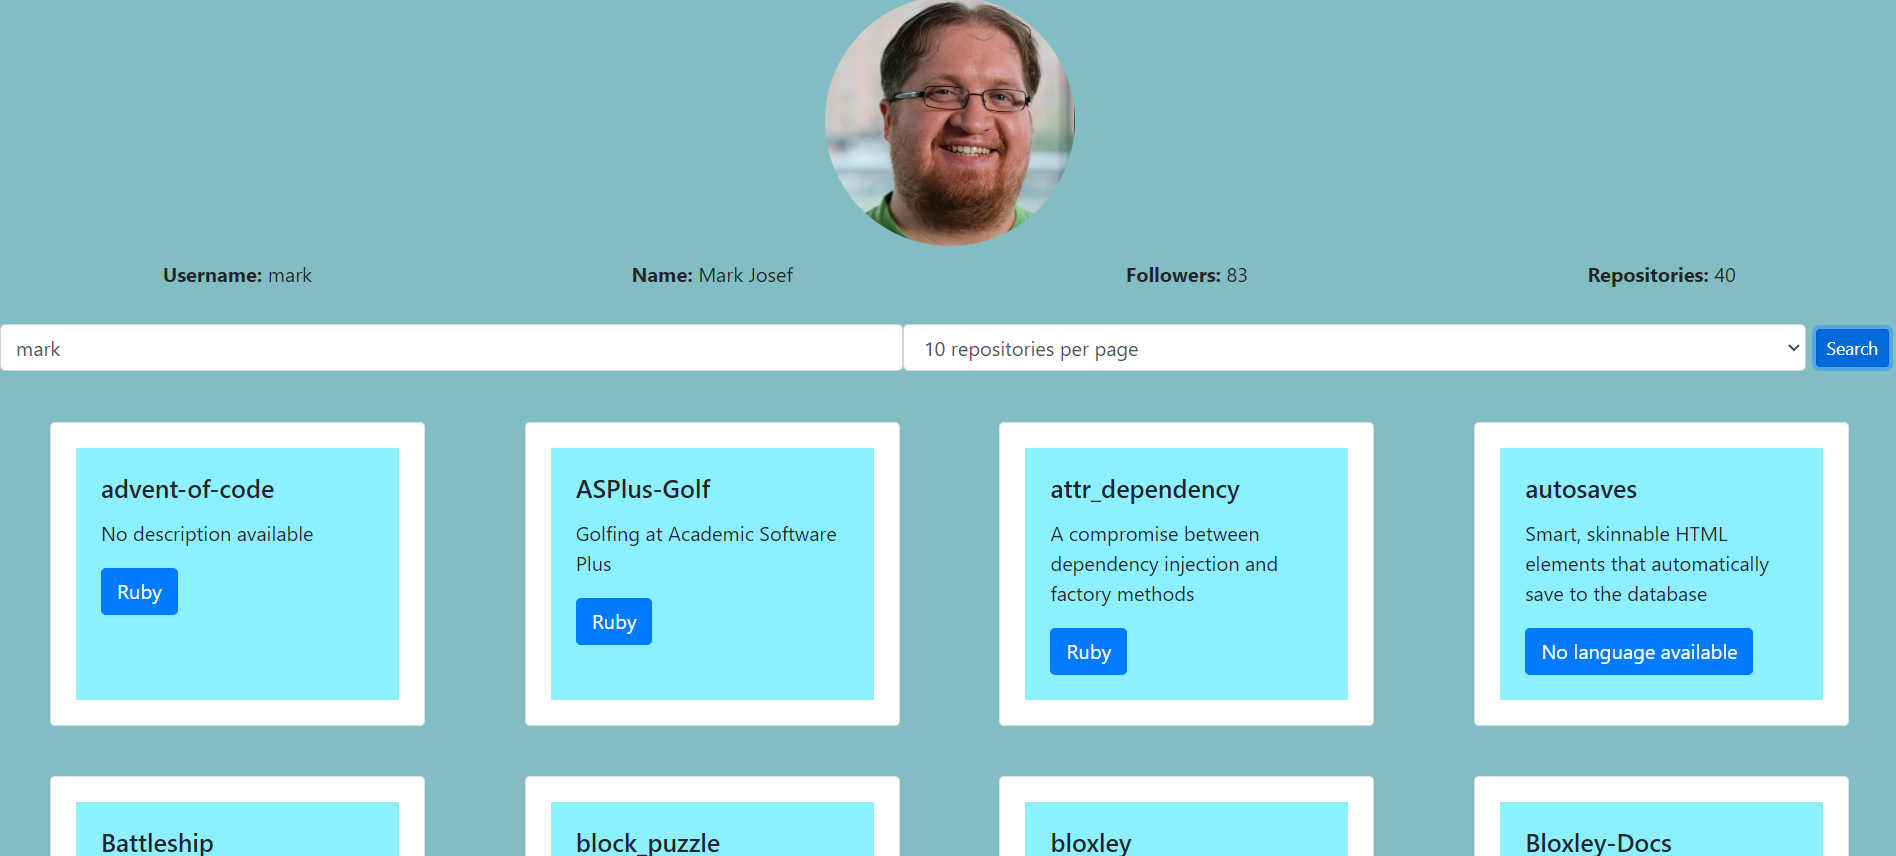 Username: mark
Name: Mark Josef
Followers: 83
Repositories: 40
mark
10 repositories per page
Search
advent-of-code
No description available
Ruby
ASPlus-Golf
Golfing at Academic Software
Plus
Ruby
attr_dependency
A compromise between
dependency injection and
factory methods
Ruby
autosaves
Smart, skinnable HTML
elements that automatically
save to the database
No language available
Battleship
block_puzzle
bloxley
Bloxley-Docs